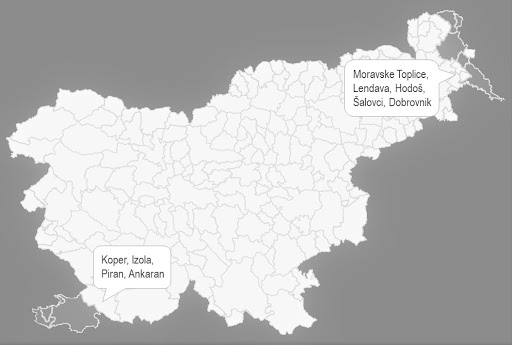 Moravske Toplice,
Lendava, Hodoš,
Šalovci, Dobrovnik
Koper, Izola,
Piran, Ankaran